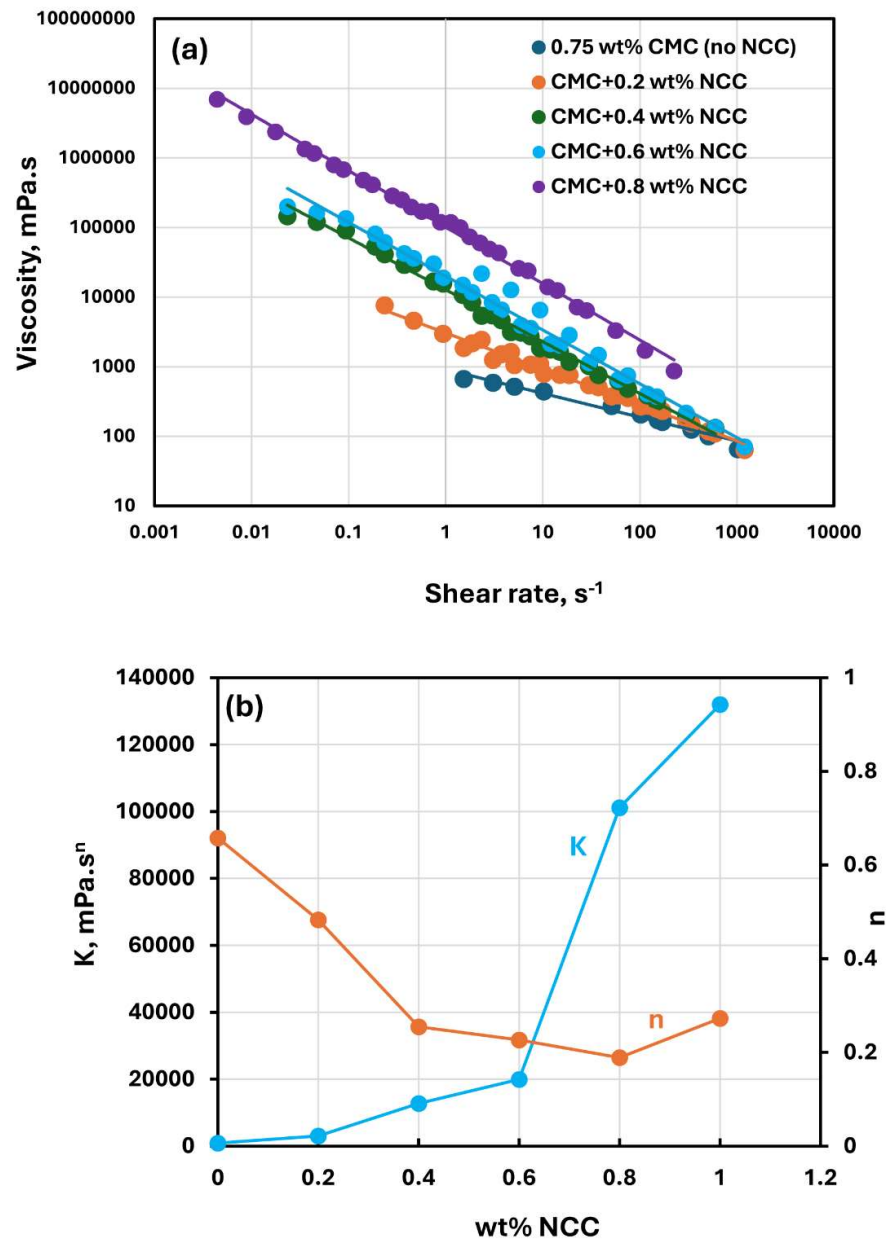 (a)
0.75 wt% CMC (no NCC)
CMC+0.2 wt% NCC
CMC+0.4 wt% NCC
CMC+0.6 wt% NCC
CMC+0.8 wt% NCC
100000000
10000000
1000000
100000
10000
1000
100
10
Viscosity, mPa.s
0.001 0.01 0.1 1 10 100 1000 10000
Shear rate, s⁻¹
(b)
140000
120000
100000
80000
60000
40000
20000
0
K, mPa.sⁿ
K
n
1
0.8
0.6
0.4
0.2
0
n
0 0.2 0.4 0.6 0.8 1 1.2
wt% NCC